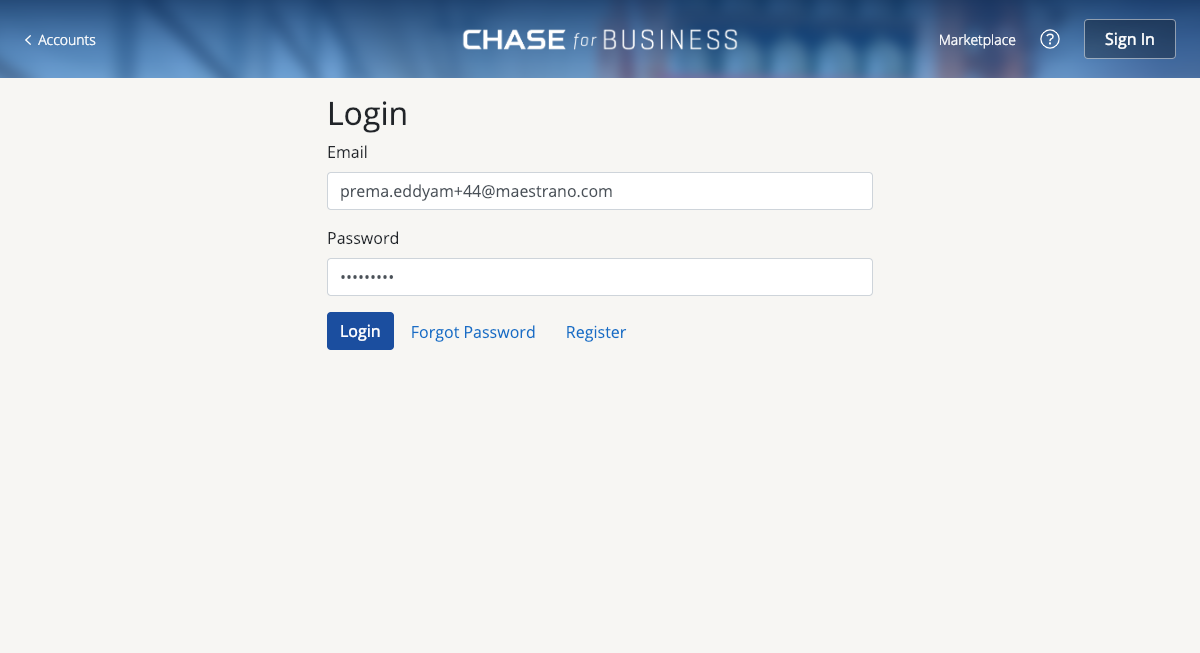 Accounts
CHASE for BUSINESS
Marketplace
?
Sign In
Login
Email
prema.eddyam+44@maestrano.com
Password
•••••••••
Login Forgot Password Register